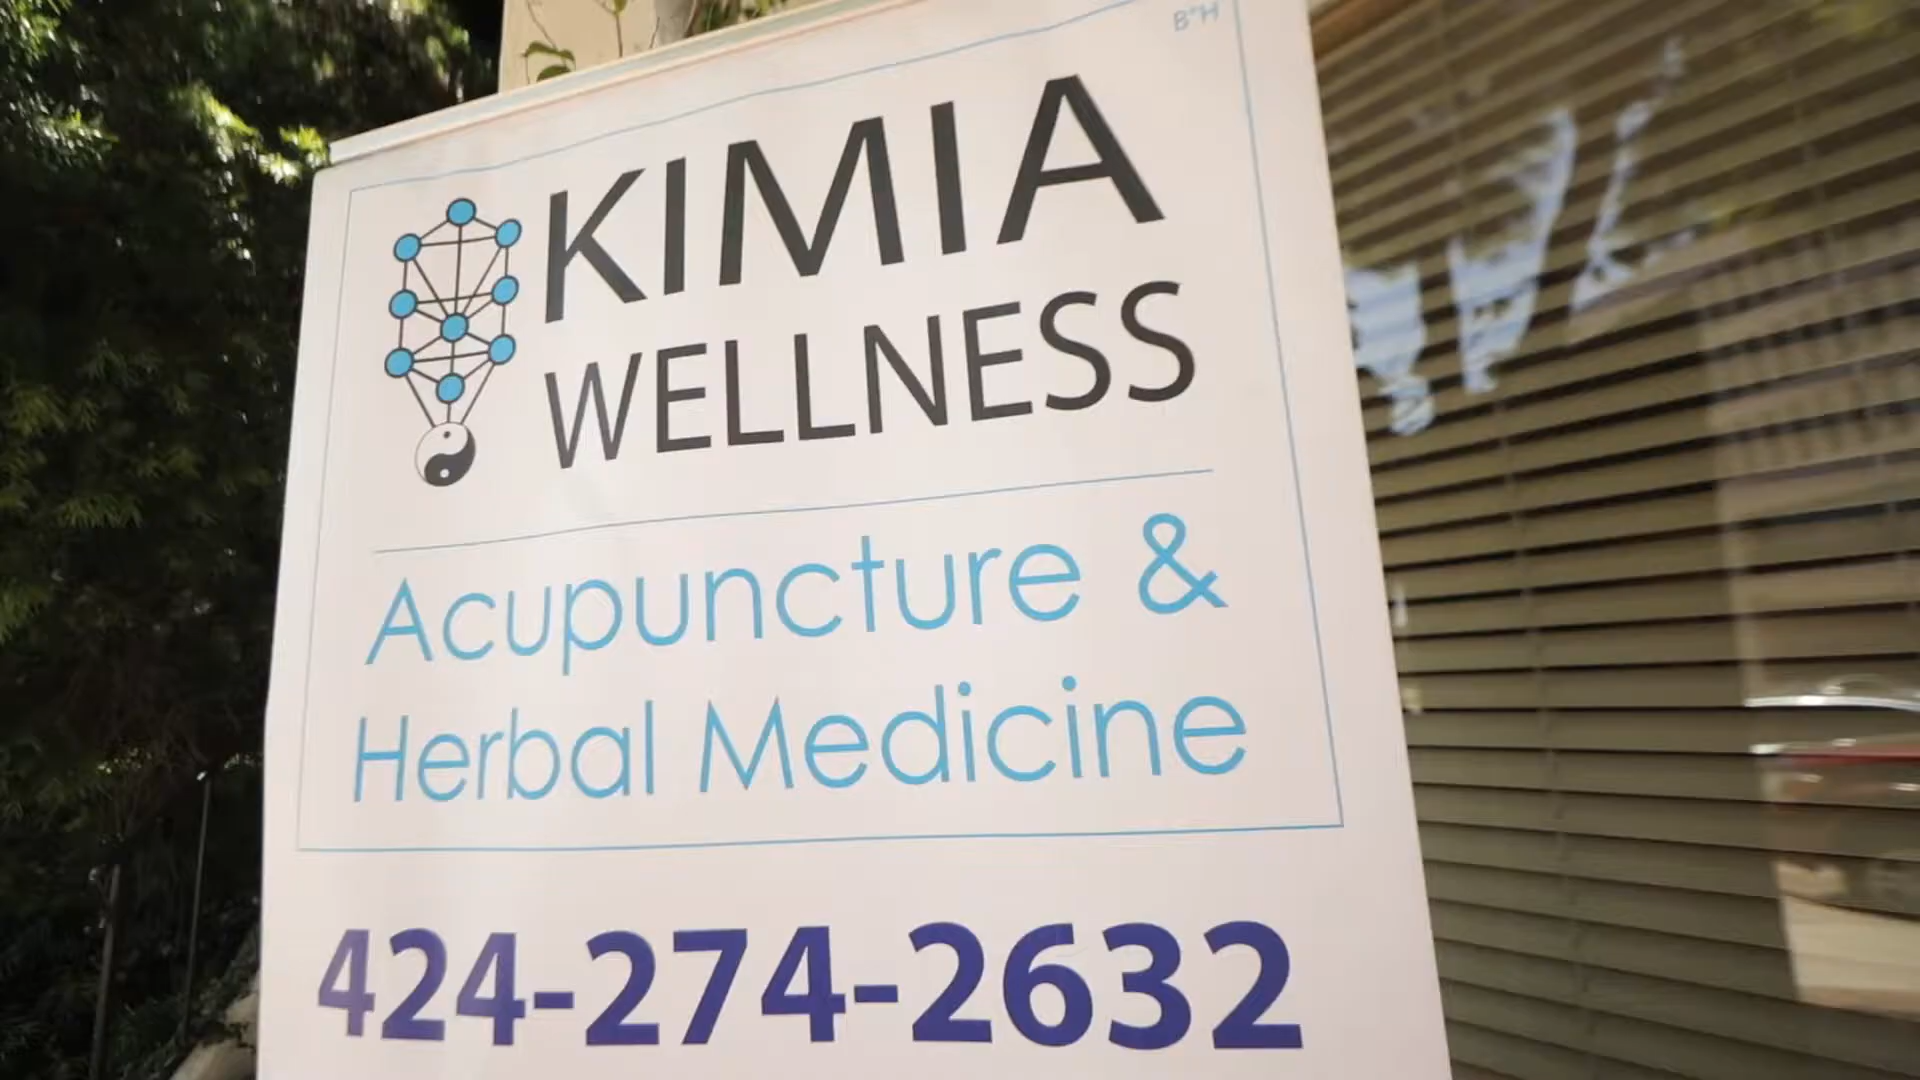 B"H
KIMIA
WELLNESS
Acupuncture &
Herbal Medicine
424-274-2632